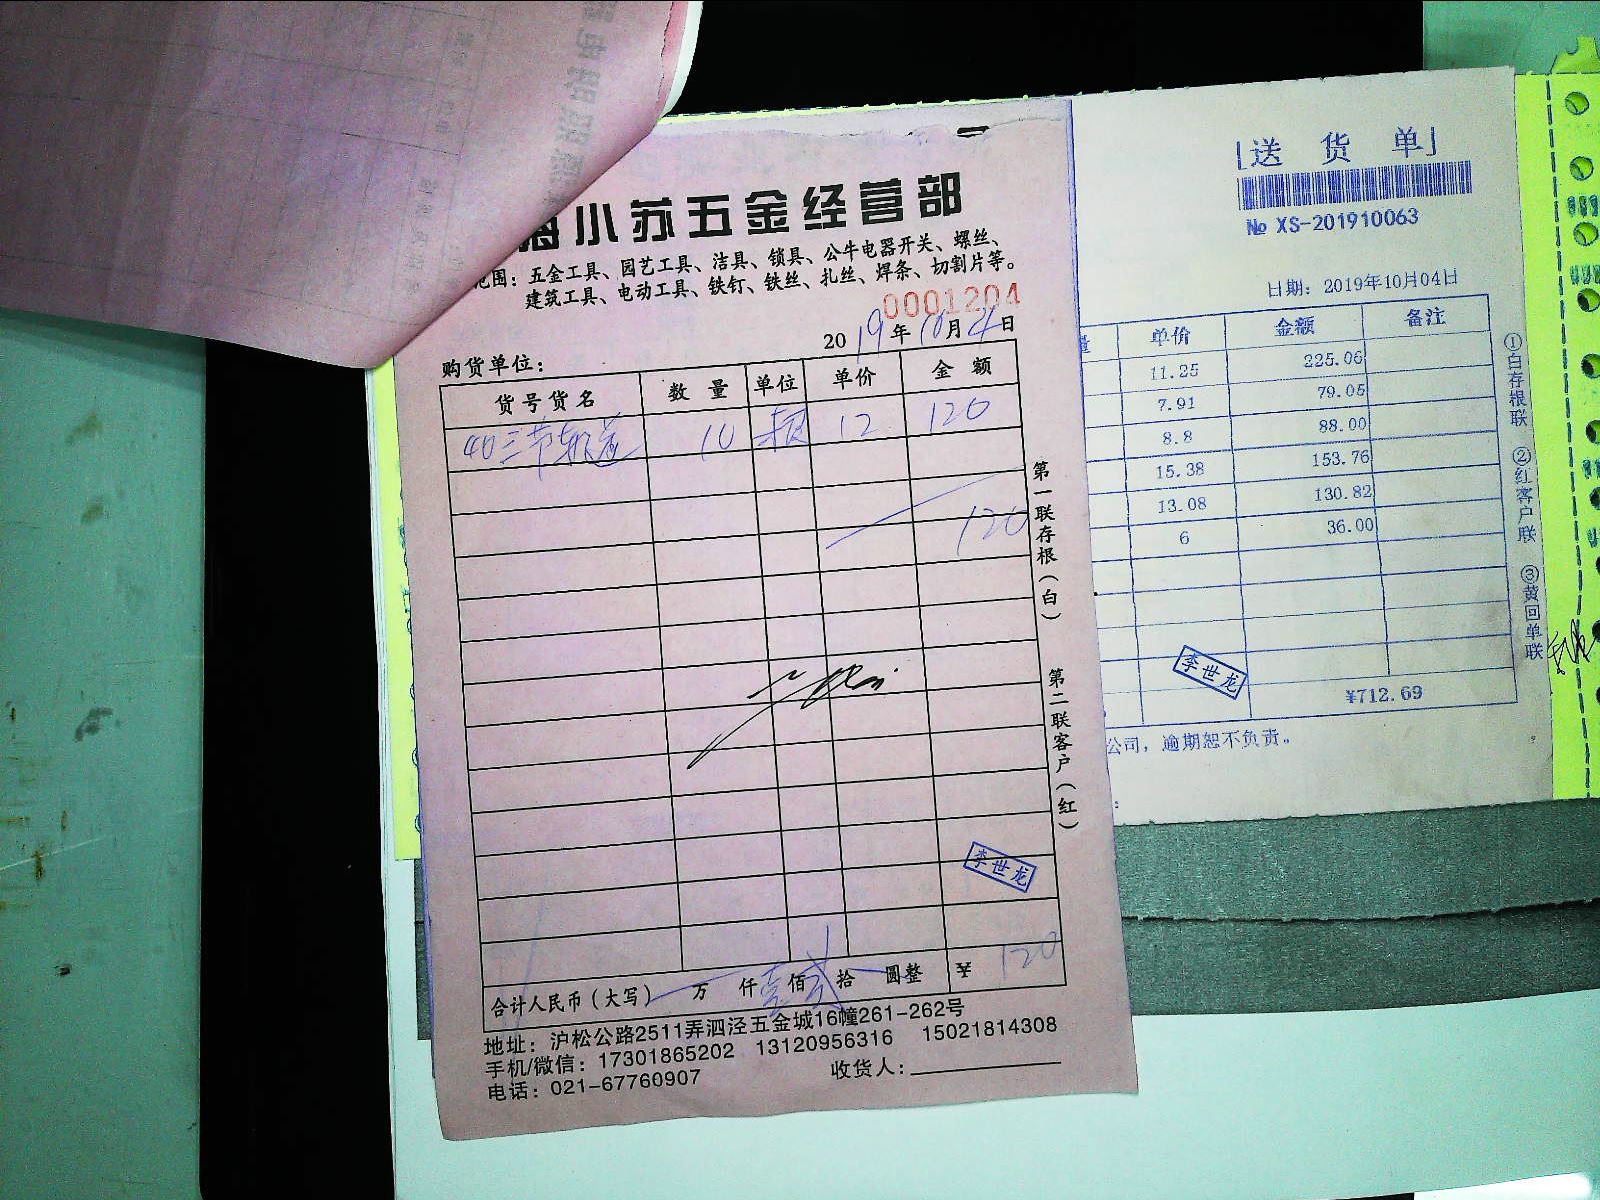 海小苏五金经营部
范围：五金工具、园艺工具、洁具、锁具、公牛电器开关、螺丝、
建筑工具、电动工具、铁钉、铁丝、扎丝、焊条、切割片等。
0001204
2019年10月4日
购货单位：
货号货名 数量 单位 单价 金额
40三节轨道 10 根 12 120
120
第一联存根（白）
第二联客户（红）
李世龙
合计人民币（大写） 万 仟 壹佰 贰拾 圆整 ¥ 120
地址：沪松公路2511弄泗泾五金城16幢261-262号
手机/微信：17301865202 13120956316 15021814308
电话：021-67760907
收货人：
送货单
№ XS-201910063
日期：2019年10月04日
单价 金额 备注
11.25 225.06
7.91 79.05
8.8 88.00
15.38 153.76
13.08 130.82
6 36.00
李世龙
¥712.69
公司，逾期恕不负责。
①白存根联
②红客户联
③黄回单联